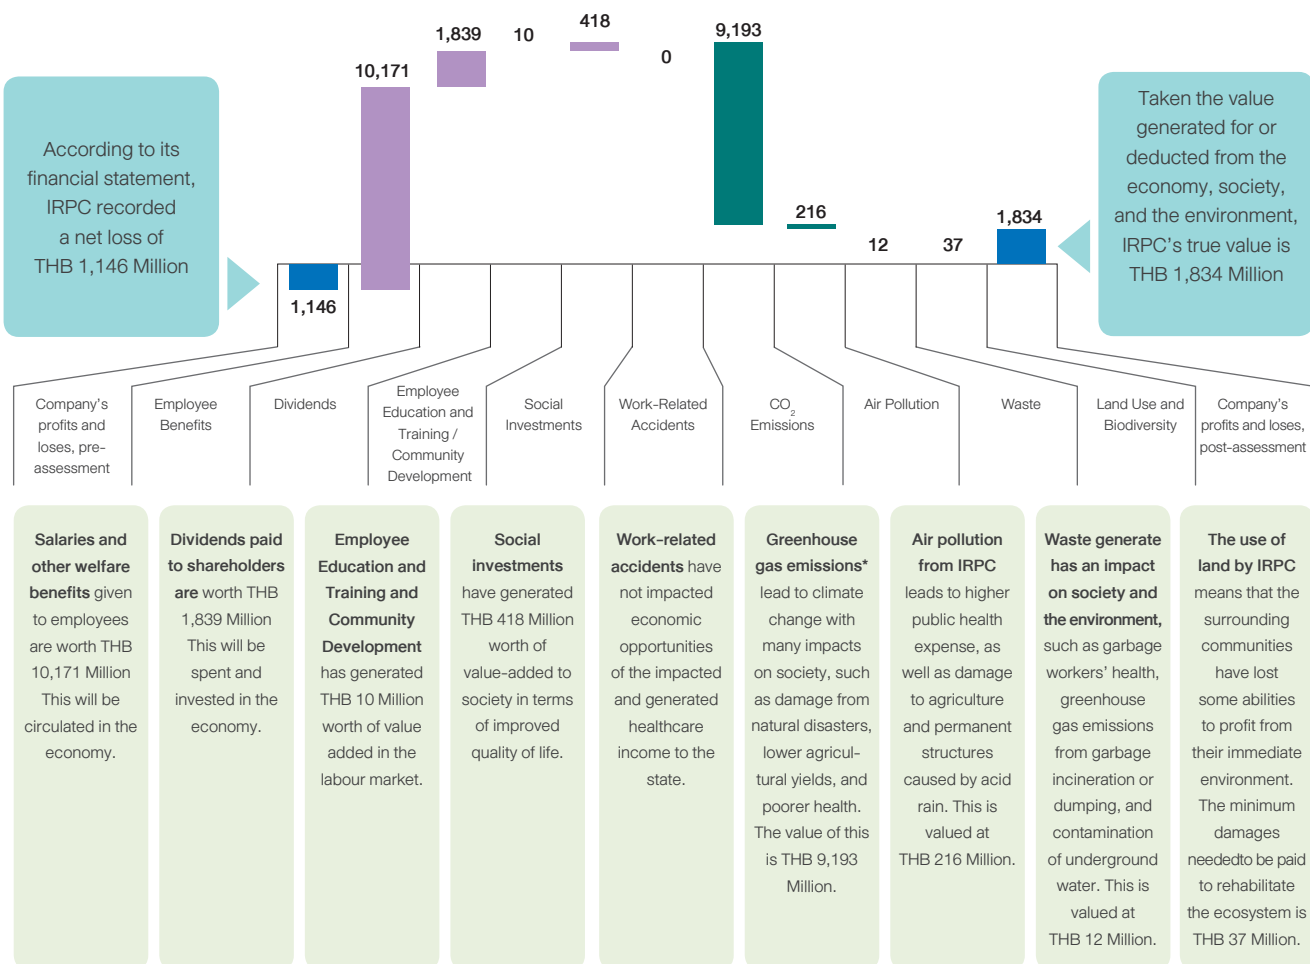 1,839
10
418
0
9,193
10,171
According to its
financial statement,
IRPC recorded
a net loss of
THB 1,146 Million
1,146
216
12
37
1,834
Taken the value
generated for or
deducted from the
economy, society,
and the environment,
IRPC's true value is
THB 1,834 Million
Company's
profits and
loses, pre-
assessment
Employee
Benefits
Dividends
Employee
Education and
Training /
Community
Development
Social
Investments
Work-Related
Accidents
CO2
Emissions
Air Pollution
Waste
Land Use and
Biodiversity
Company's
profits and loses,
post-assessment
Salaries and
other welfare
benefits given
to employees
are worth THB
10,171 Million
This will be
circulated in the
economy.
Dividends paid
to shareholders
are worth THB
1,839 Million
This will be
spent and
invested in the
economy.
Employee
Education and
Training and
Community
Development
has generated
THB 10 Million
worth of value
added in the
labour market.
Social
investments
have generated
THB 418 Million
worth of
value-added to
society in terms
of improved
quality of life.
Work-related
accidents have
not impacted
economic
opportunities
of the impacted
and generated
healthcare
income to the
state.
Greenhouse
gas emissions*
lead to climate
change with
many impacts
on society, such
as damage from
natural disasters,
lower agricul-
tural yields, and
poorer health.
The value of this
is THB 9,193
Million.
Air pollution
from IRPC
leads to higher
public health
expense, as
well as damage
to agriculture
and permanent
structures
caused by acid
rain. This is
valued at
THB 216 Million.
Waste generate
has an impact
on society and
the environment,
such as garbage
workers' health,
greenhouse
gas emissions
from garbage
incineration or
dumping, and
contamination
of underground
water. This is
valued at
THB 12 Million.
The use of
land by IRPC
means that the
surrounding
communities
have lost
some abilities
to profit from
their immediate
environment.
The minimum
damages
neededto be paid
to rehabilitate
the ecosystem is
THB 37 Million.